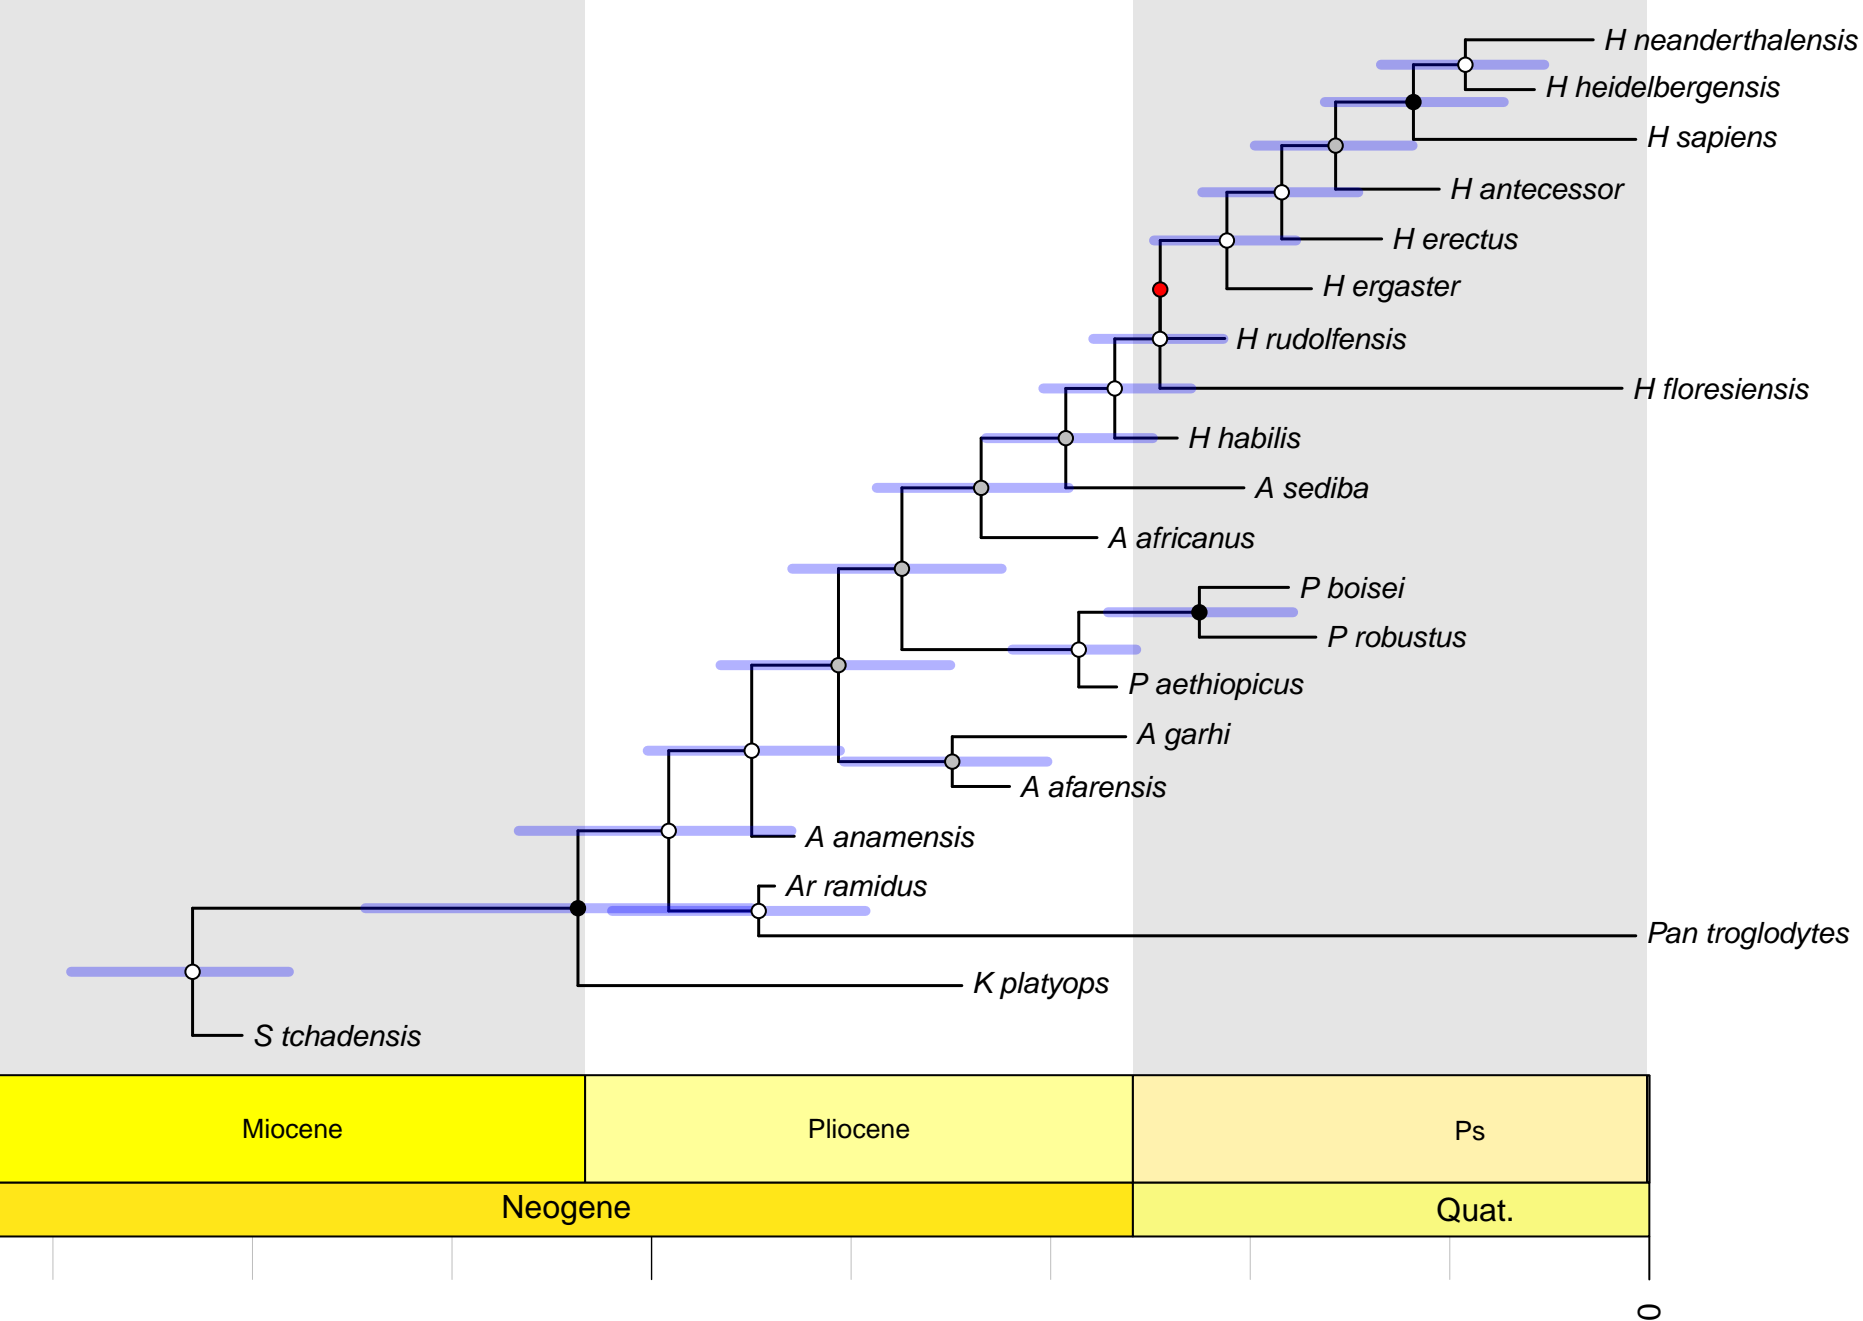 H neanderthalensis
H heidelbergensis
H sapiens
H antecessor
H erectus
H ergaster
H rudolfensis
H floresiensis
H habilis
A sediba
A africanus
P boisei
P robustus
P aethiopicus
A garhi
A afarensis
A anamensis
Ar ramidus
Pan troglodytes
K platyops
S tchadensis
Miocene
Pliocene
Ps
Neogene
Quat.
0